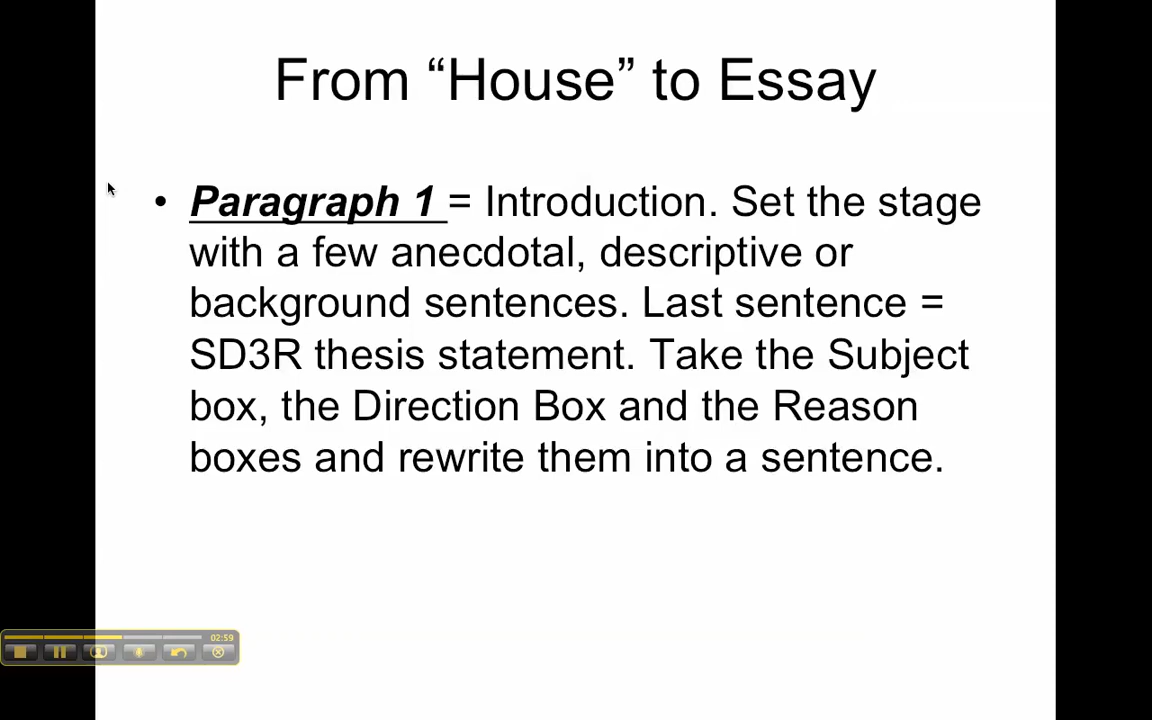 From “House” to Essay
• Paragraph 1 = Introduction. Set the stage
with a few anecdotal, descriptive or
background sentences. Last sentence =
SD3R thesis statement. Take the Subject
box, the Direction Box and the Reason
boxes and rewrite them into a sentence.
02:59